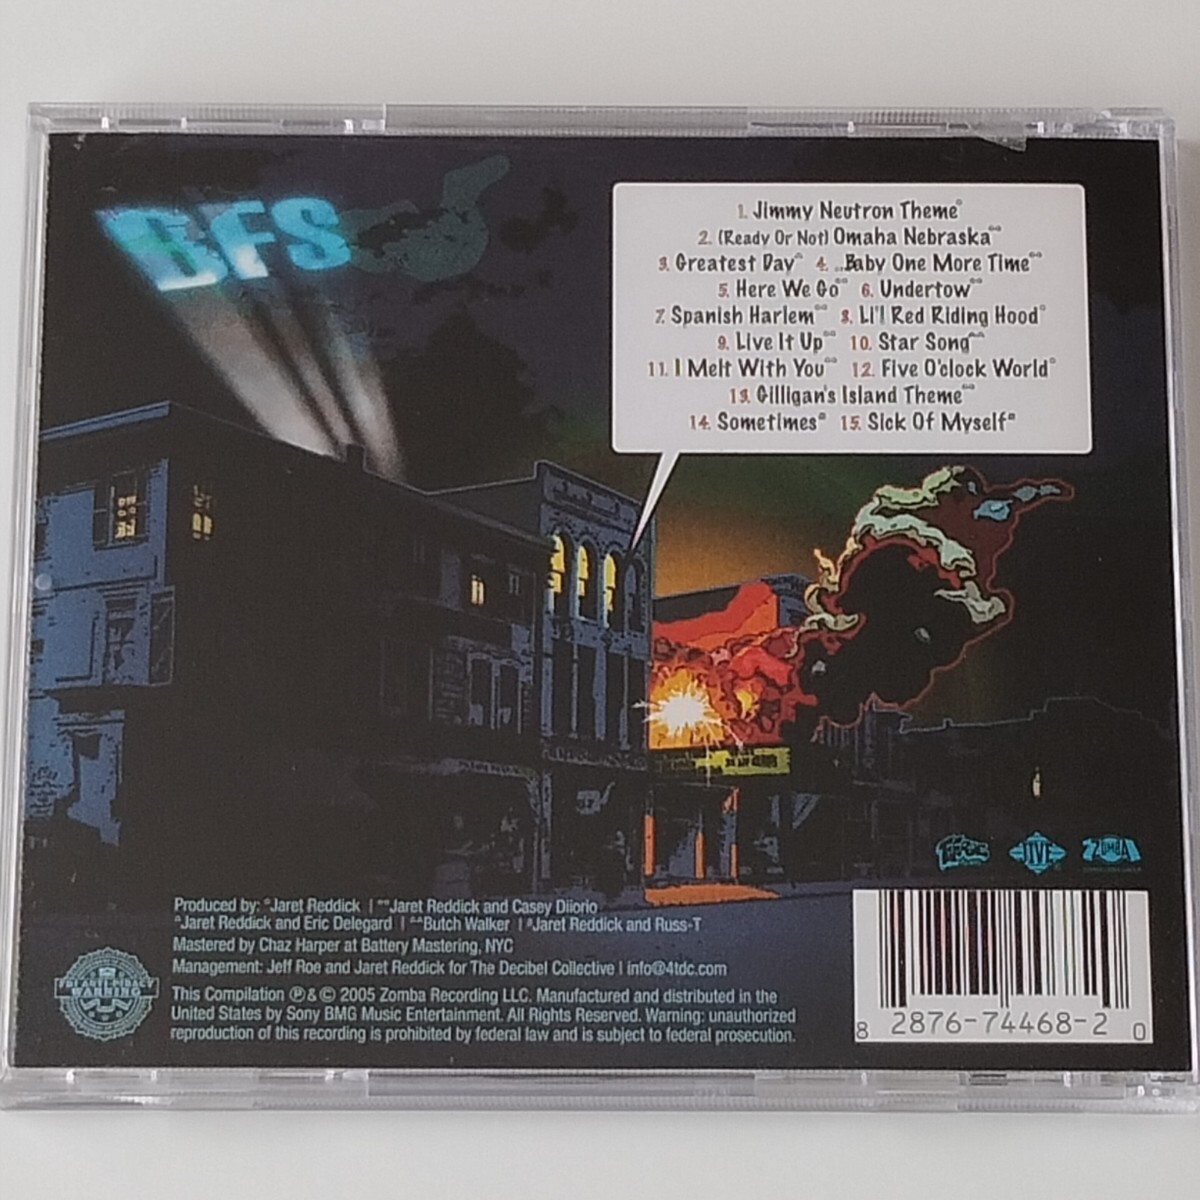 BFS
1. Jimmy Neutron Theme°
2. (Ready Or Not) Omaha Nebraska°°
3. Greatest Day^ 4. ...Baby One More Time°°
5. Here We Go°° 6. Undertow°°
7. Spanish Harlem°° 8. Li'l Red Riding Hood°
9. Live It Up°° 10. Star Song^^
11. I Melt With You°° 12. Five O'clock World°
13. Gilligan's Island Theme°°
14. Sometimes* 15. Sick Of Myself*
JIVE
ZOMBA
Produced by: °Jaret Reddick | °°Jaret Reddick and Casey Diiorio
^Jaret Reddick and Eric Delegard | ^^Butch Walker | *Jaret Reddick and Russ-T
Mastered by Chaz Harper at Battery Mastering, NYC
Management: Jeff Roe and Jaret Reddick for The Decibel Collective | info@4tdc.com
FBI ANTI-PIRACY
WARNING
This Compilation ℗ & © 2005 Zomba Recording LLC. Manufactured and distributed in the
United States by Sony BMG Music Entertainment. All Rights Reserved. Warning: unauthorized
reproduction of this recording is prohibited by federal law and is subject to federal prosecution.
8 2876-74468-2 0